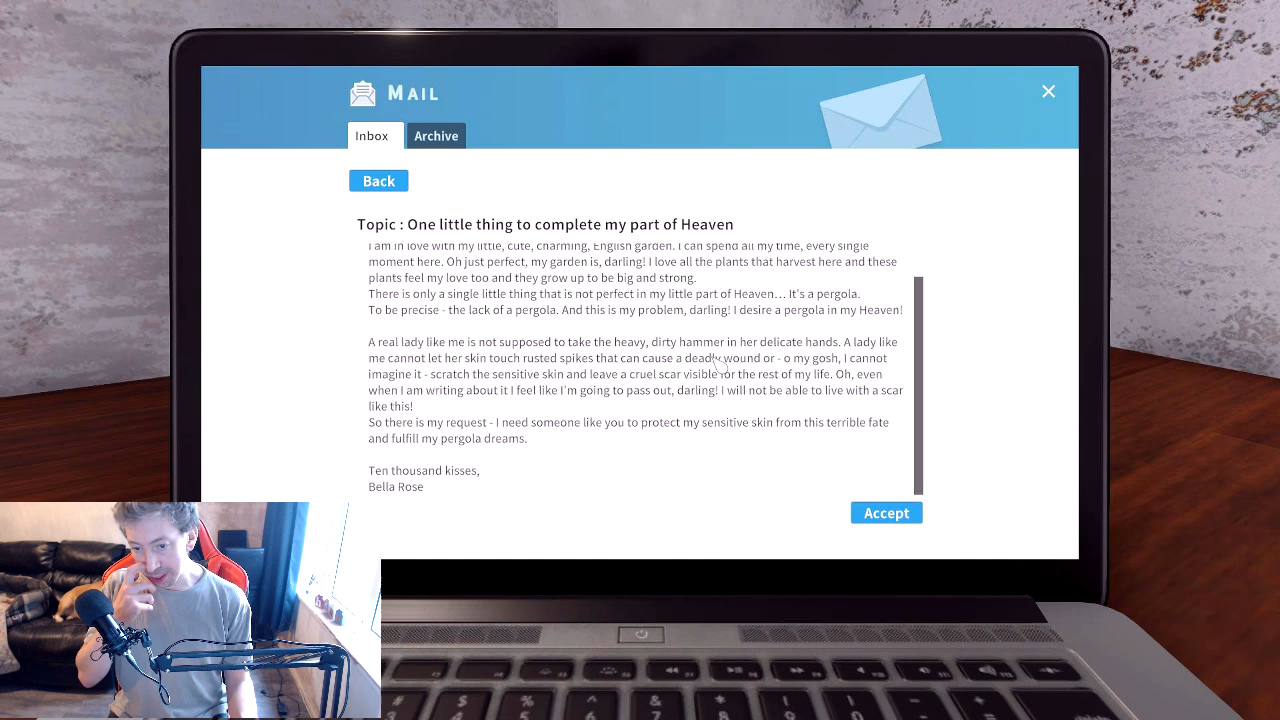 MAIL
Inbox
Archive
Back
Topic : One little thing to complete my part of Heaven
I am in love with my little, cute, charming, English garden. I can spend all my time, every single
moment here. Oh just perfect, my garden is, darling! I love all the plants that harvest here and these
plants feel my love too and they grow up to be big and strong.
There is only a single little thing that is not perfect in my little part of Heaven... It's a pergola.
To be precise - the lack of a pergola. And this is my problem, darling! I desire a pergola in my Heaven!
A real lady like me is not supposed to take the heavy, dirty hammer in her delicate hands. A lady like
me cannot let her skin touch rusted spikes that can cause a deadly wound or - o my gosh, I cannot
imagine it - scratch the sensitive skin and leave a cruel scar visible for the rest of my life. Oh, even
when I am writing about it I feel like I'm going to pass out, darling! I will not be able to live with a scar
like this!
So there is my request - I need someone like you to protect my sensitive skin from this terrible fate
and fulfill my pergola dreams.
Ten thousand kisses,
Bella Rose
Accept
# $ % ^ & * ( ) - +
3 4 5 6 7 8